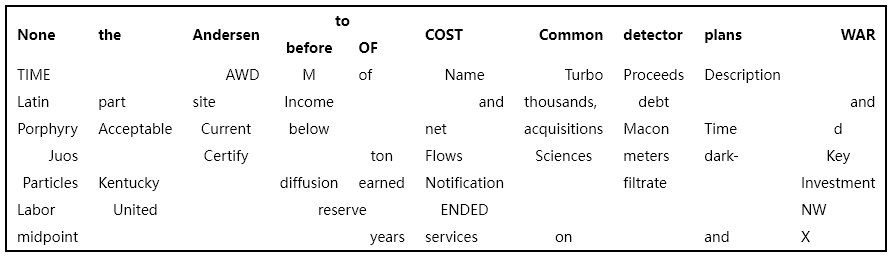 None the Andersen to before OF COST Common detector plans WAR
TIME AWD M of Name Turbo Proceeds Description
Latin part site Income and thousands, debt and
Porphyry Acceptable Current below net acquisitions Macon Time d
Juos Certify ton Flows Sciences meters dark- Key
Particles Kentucky diffusion earned Notification filtrate Investment
Labor United reserve ENDED NW
midpoint years services on and X